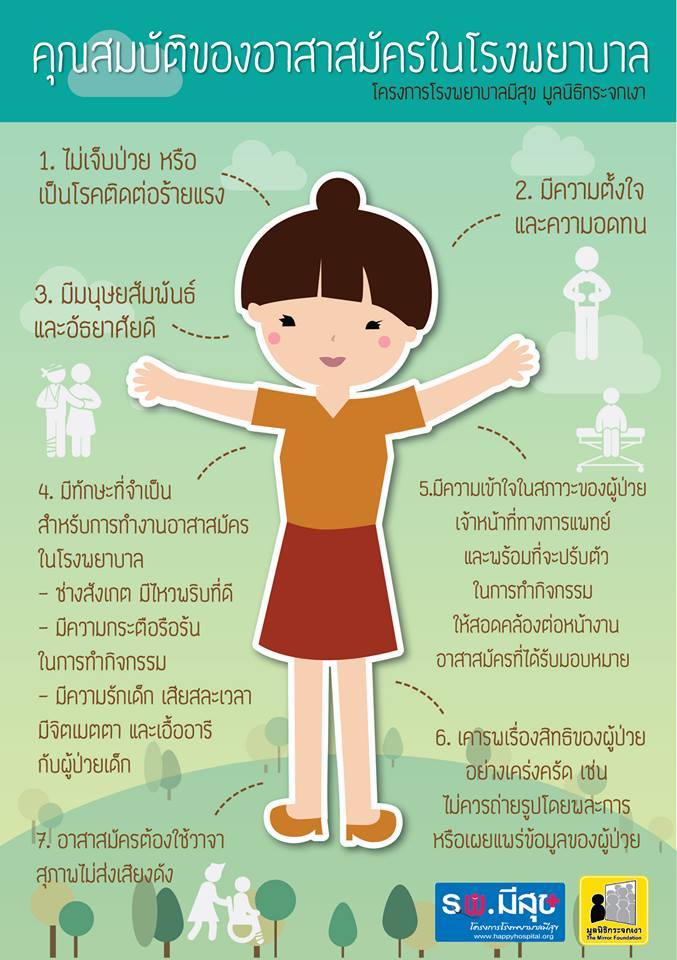 คุณสมบัติของอาสาสมัครในโรงพยาบาล
โครงการโรงพยาบาลมีสุข มูลนิธิกระจกเงา
1. ไม่เจ็บป่วย หรือ
เป็นโรคติดต่อร้ายแรง
2. มีความตั้งใจ
และความอดทน
3. มีมนุษยสัมพันธ์
และอัธยาศัยดี
4. มีทักษะที่จำเป็น
สำหรับการทำงานอาสาสมัคร
ในโรงพยาบาล
- ช่างสังเกต มีไหวพริบที่ดี
- มีความกระตือรือร้น
ในการทำกิจกรรม
- มีความรักเด็ก เสียสละเวลา
มีจิตเมตตา และเอื้ออารี
กับผู้ป่วยเด็ก
5.มีความเข้าใจในสภาวะของผู้ป่วย
เจ้าหน้าที่ทางการแพทย์
และพร้อมที่จะปรับตัว
ในการทำกิจกรรม
ให้สอดคล้องต่อหน้างาน
อาสาสมัครที่ได้รับมอบหมาย
6. เคารพเรื่องสิทธิของผู้ป่วย
อย่างเคร่งครัด เช่น
ไม่ควรถ่ายรูปโดยพละการ
หรือเผยแพร่ข้อมูลของผู้ป่วย
7. อาสาสมัครต้องใช้วาจา
สุภาพไม่ส่งเสียงดัง
รพ.มีสุข
โครงการโรงพยาบาลมีสุข
www.happyhospital.org
มูลนิธิกระจกเงา
The Mirror Foundation